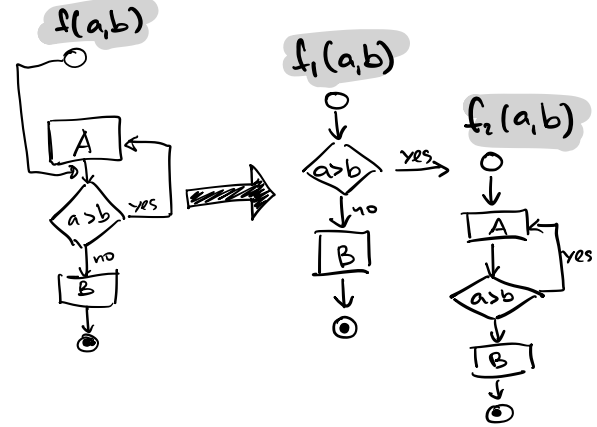 f(a,b)
A
a>b
yes
no
B
f₁(a,b)
a>b
yes
no
B
f₂(a,b)
A
a>b
yes
B